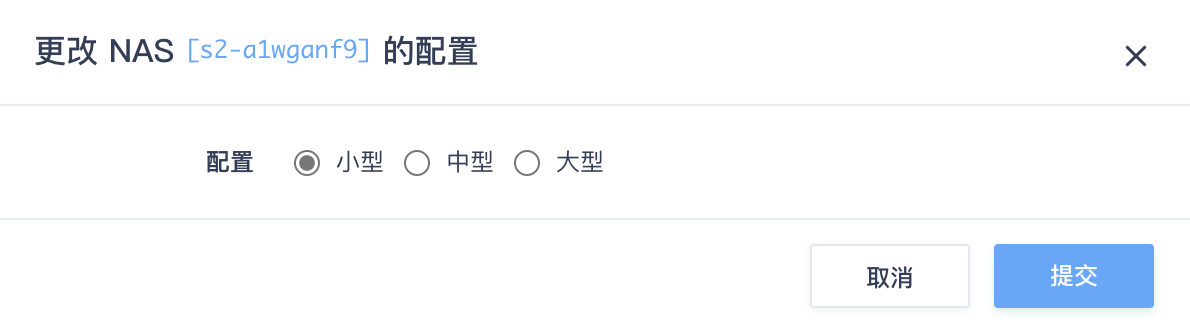 更改 NAS [s2-a1wganf9] 的配置
配置 小型 中型 大型
取消 提交